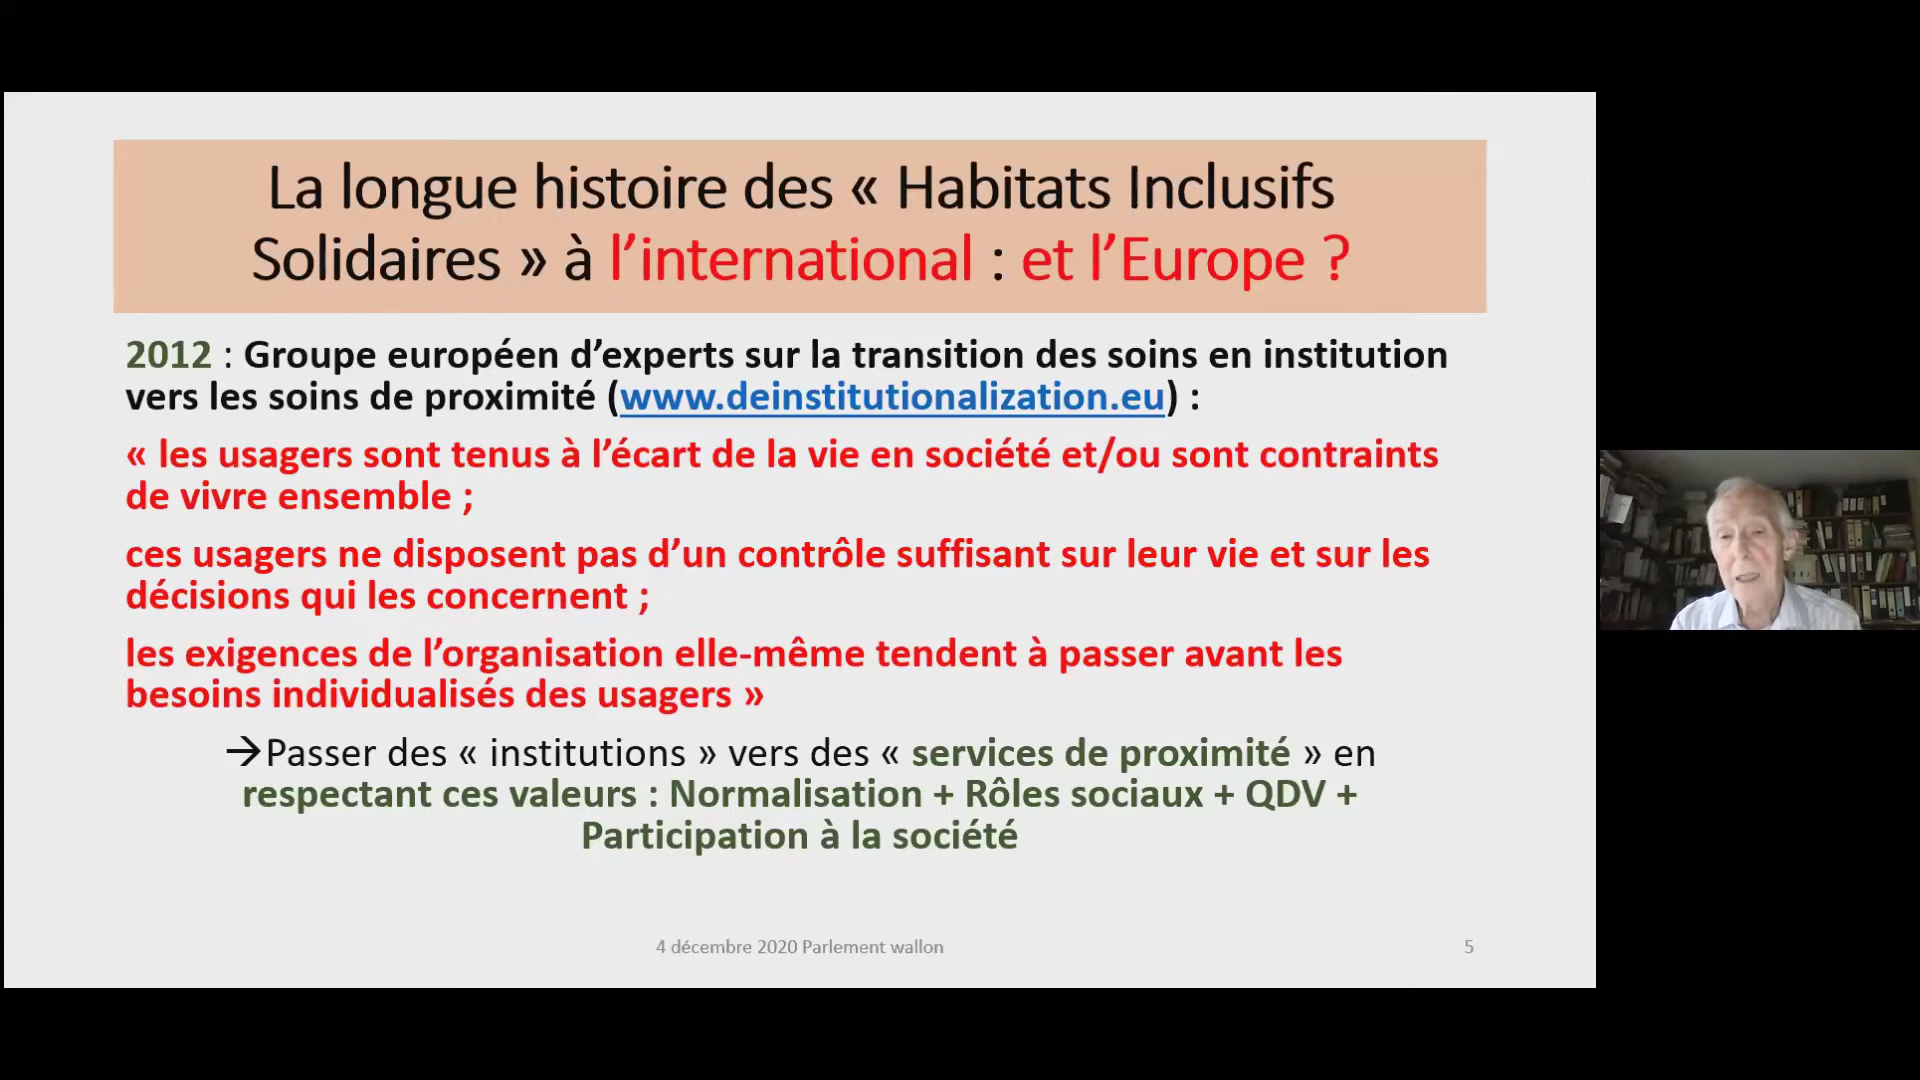 La longue histoire des « Habitats Inclusifs
Solidaires » à l’international : et l’Europe ?
2012 : Groupe européen d’experts sur la transition des soins en institution
vers les soins de proximité (www.deinstitutionalization.eu) :
« les usagers sont tenus à l’écart de la vie en société et/ou sont contraints
de vivre ensemble ;
ces usagers ne disposent pas d’un contrôle suffisant sur leur vie et sur les
décisions qui les concernent ;
les exigences de l’organisation elle-même tendent à passer avant les
besoins individualisés des usagers »
→Passer des « institutions » vers des « services de proximité » en
respectant ces valeurs : Normalisation + Rôles sociaux + QDV +
Participation à la société
4 décembre 2020 Parlement wallon
5